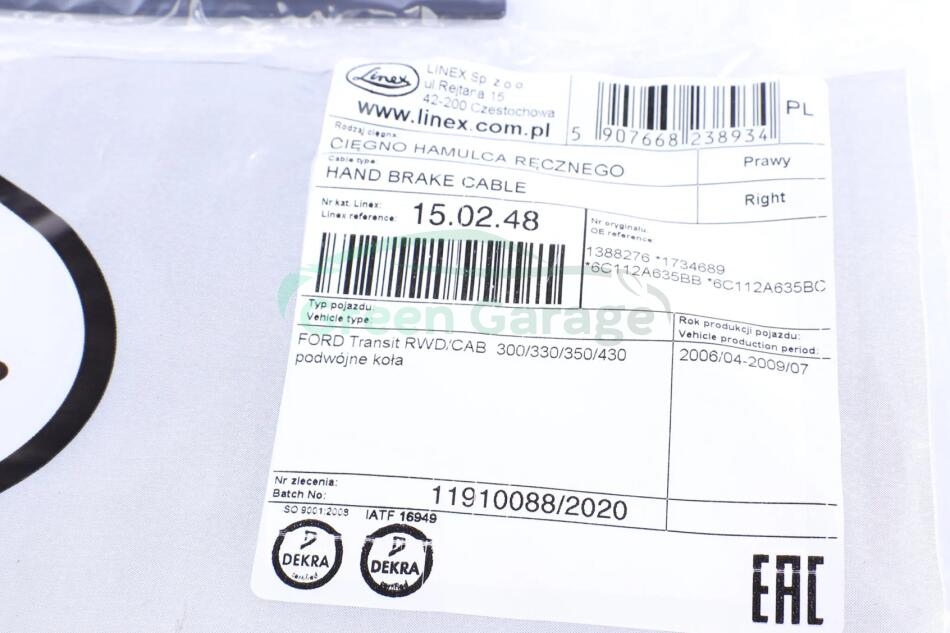 Linex
LINEX Sp. z o o
ul Rejtana 15
42-200 Częstochowa
www.linex.com.pl
5 907668 238934
PL
Rodzaj cięgna:
CIĘGNO HAMULCA RĘCZNEGO
Prawy
Cable type:
HAND BRAKE CABLE
Right
Nr kat. Linex:
Linex reference:
15.02.48
Nr oryginału:
OE reference:
1388276 *1734689
*6C112A635BB *6C112A635BC
Green Garage
Typ pojazdu:
Vehicle type:
FORD Transit RWD/CAB 300/330/350/430
podwójne koła
Rok produkcji pojazdu:
Vehicle production period:
2006/04-2009/07
Nr zlecenia:
Batch No:
11910088/2020
ISO 9001:2008
IATF 16949
DEKRA
certified
DEKRA
certified
EAC